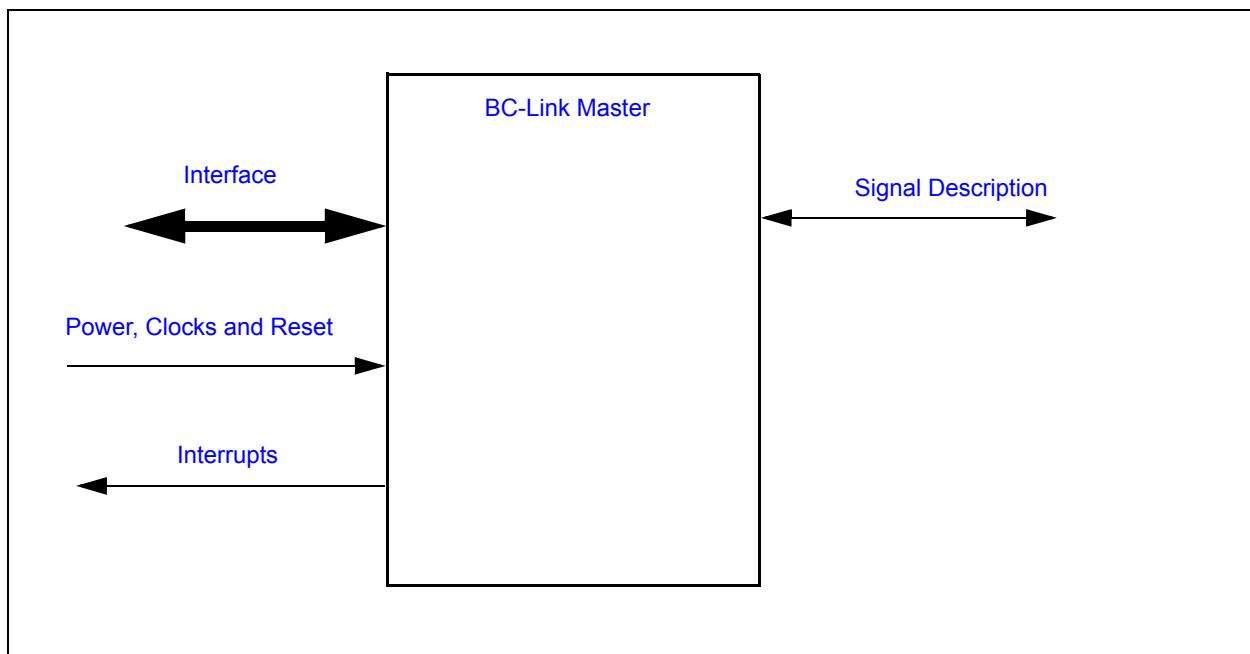 BC-Link Master
Interface
Signal Description
Power, Clocks and Reset
Interrupts